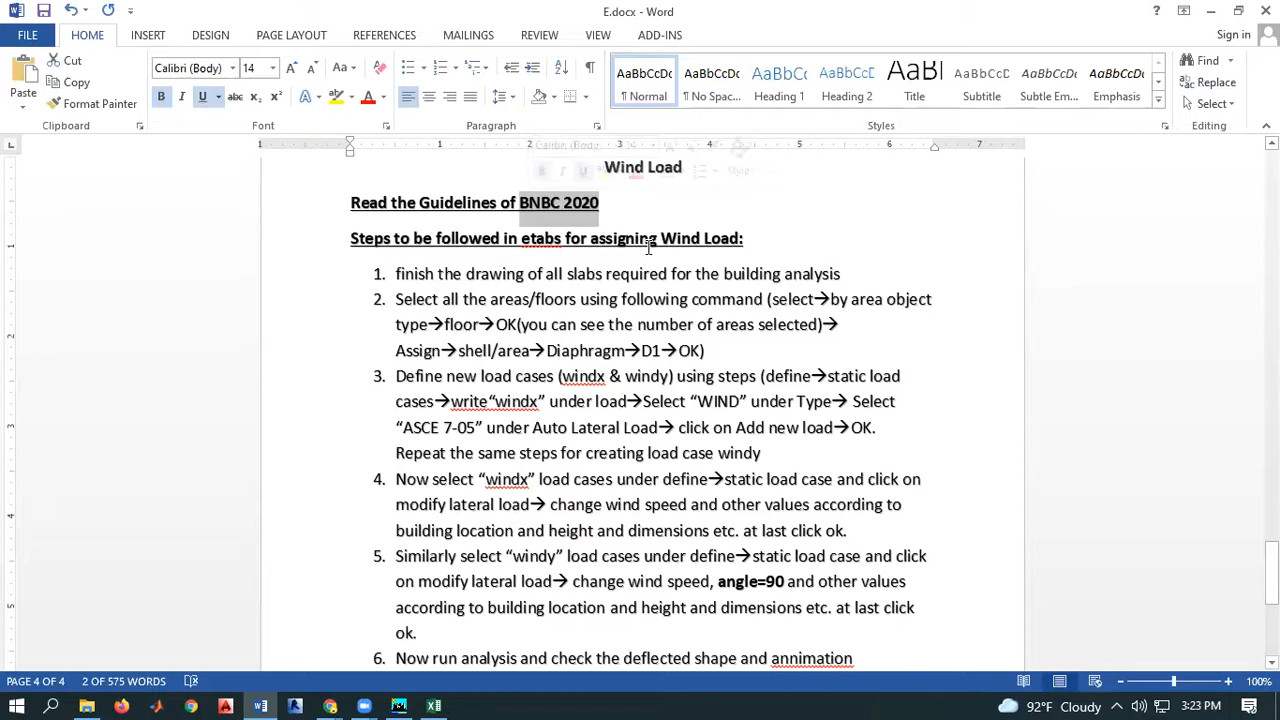 E.docx - Word
Sign in
FILE HOME INSERT DESIGN PAGE LAYOUT REFERENCES MAILINGS REVIEW VIEW ADD-INS
Paste
Cut
Copy
Format Painter
Calibri (Body) 14
Find
Replace
Select
AaBbCcDc AaBbCcDc AaBbCc AaBbCcC AaBl AaBbCcC AaBbCcDc AaBbCcDc
¶ Normal ¶ No Spac... Heading 1 Heading 2 Title Subtitle Subtle Em... Emphasis
Clipboard Font Paragraph Styles Editing
Wind Load
Read the Guidelines of BNBC 2020
Steps to be followed in etabs for assigning Wind Load:
1. finish the drawing of all slabs required for the building analysis
2. Select all the areas/floors using following command (select→by area object
type→floor→OK(you can see the number of areas selected)→
Assign→shell/area→Diaphragm→D1→OK)
3. Define new load cases (windx & windy) using steps (define→static load
cases→write“windx” under load→Select “WIND” under Type→ Select
“ASCE 7-05” under Auto Lateral Load→ click on Add new load→OK.
Repeat the same steps for creating load case windy
4. Now select “windx” load cases under define→static load case and click on
modify lateral load→ change wind speed and other values according to
building location and height and dimensions etc. at last click ok.
5. Similarly select “windy” load cases under define→static load case and click
on modify lateral load→ change wind speed, angle=90 and other values
according to building location and height and dimensions etc. at last click
ok.
6. Now run analysis and check the deflected shape and annimation
PAGE 4 OF 4 2 OF 575 WORDS 100%
92°F Cloudy 3:23 PM